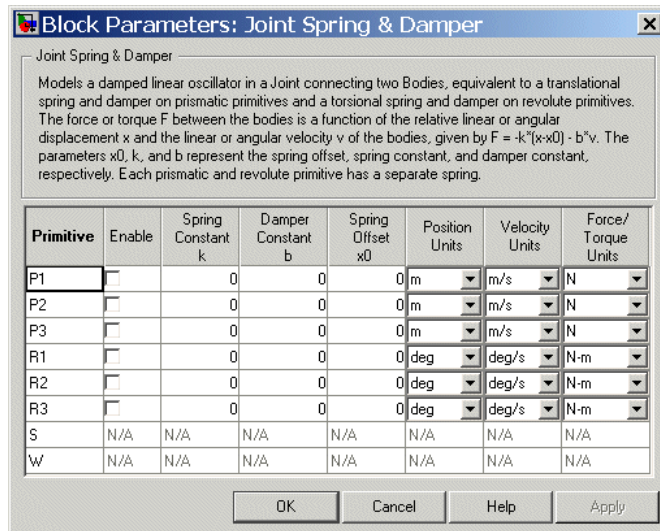 Block Parameters: Joint Spring & Damper
Joint Spring & Damper
Models a damped linear oscillator in a Joint connecting two Bodies, equivalent to a translational
spring and damper on prismatic primitives and a torsional spring and damper on revolute primitives.
The force or torque F between the bodies is a function of the relative linear or angular
displacement x and the linear or angular velocity v of the bodies, given by F = -k*(x-x0) - b*v. The
parameters x0, k, and b represent the spring offset, spring constant, and damper constant,
respectively. Each prismatic and revolute primitive has a separate spring.
Primitive Enable Spring Constant k Damper Constant b Spring Offset x0 Position Units Velocity Units Force/ Torque Units
P1 0 0 0 m m/s N
P2 0 0 0 m m/s N
P3 0 0 0 m m/s N
R1 0 0 0 deg deg/s N-m
R2 0 0 0 deg deg/s N-m
R3 0 0 0 deg deg/s N-m
S N/A N/A N/A N/A N/A N/A N/A
W N/A N/A N/A N/A N/A N/A N/A
OK Cancel Help Apply